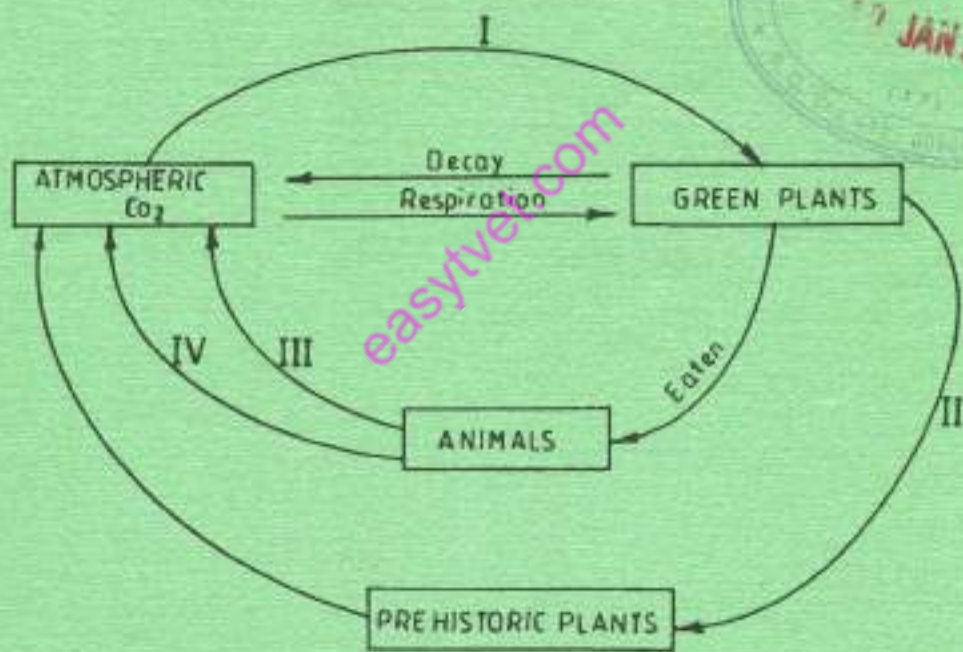 I
JAN
Decay
ATMOSPHERIC
Co2
Respiration
GREEN PLANTS
easytvet.com
IV
III
Eaten
II
ANIMALS
PREHISTORIC PLANTS